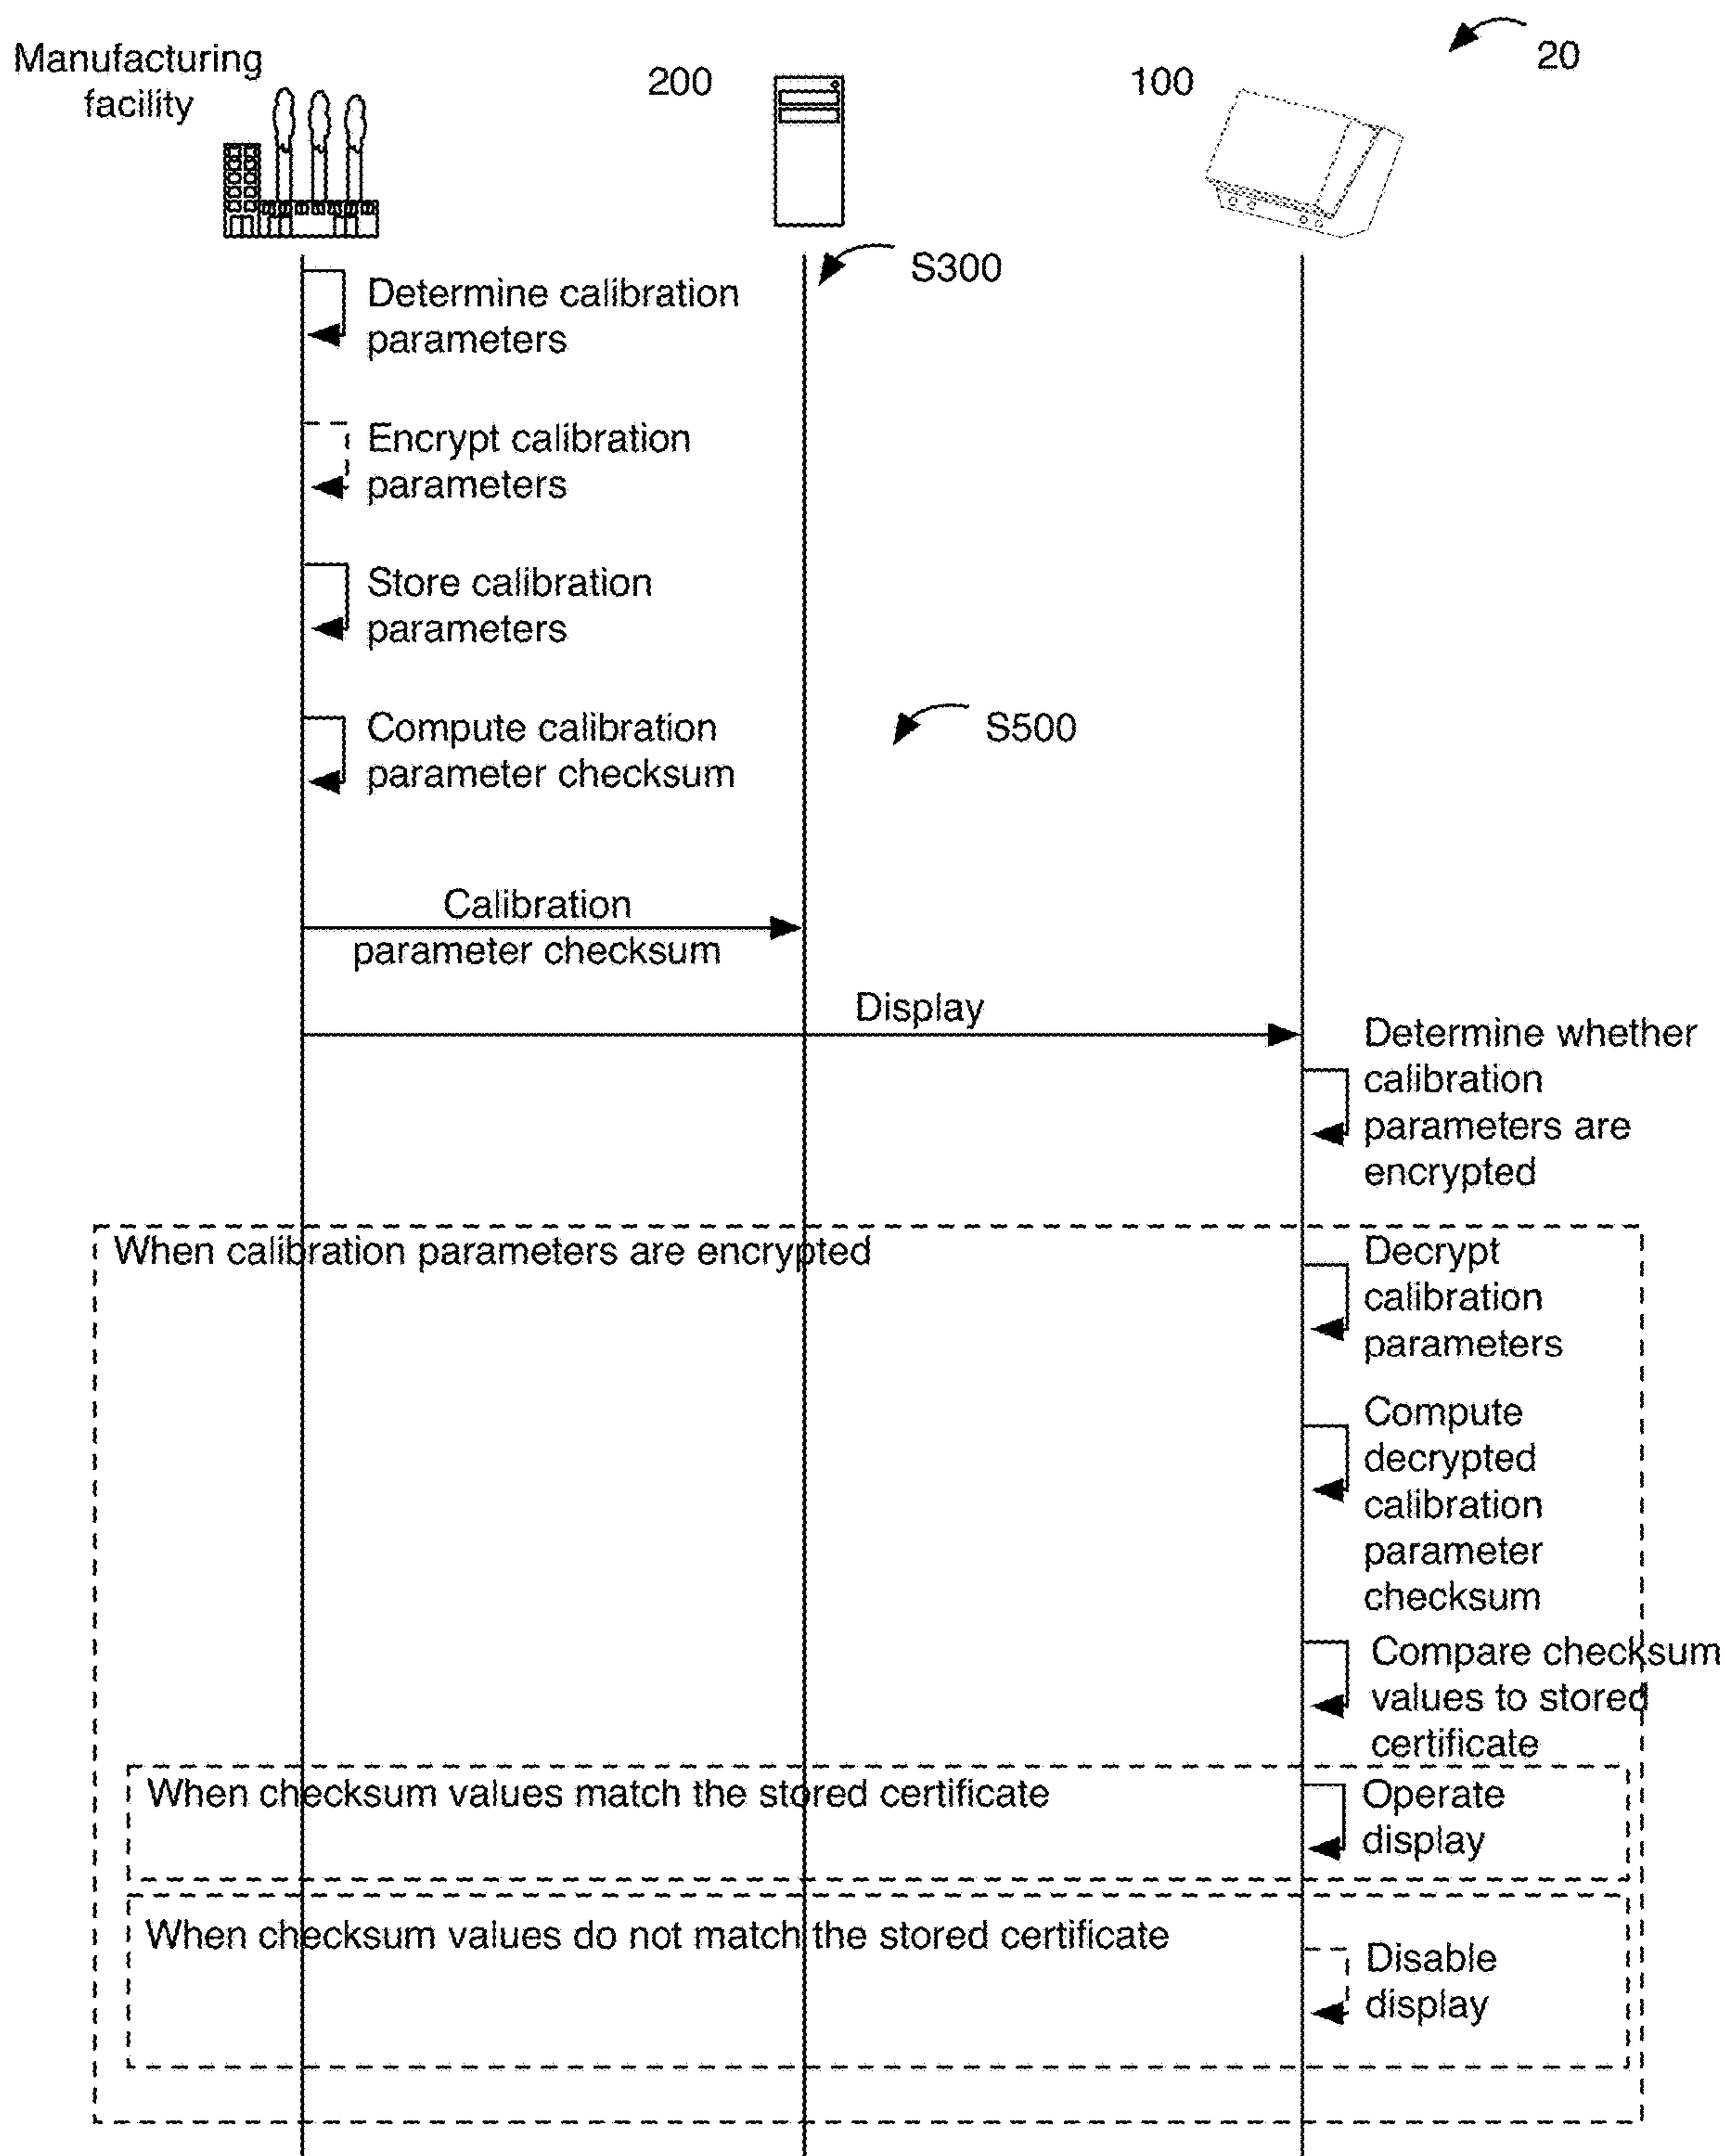 Manufacturing
facility
200
100
20
S300
Determine calibration
parameters
Encrypt calibration
parameters
Store calibration
parameters
Compute calibration
parameter checksum
S500
Calibration
parameter checksum
Display
Determine whether
calibration
parameters are
encrypted
When calibration parameters are encrypted
Decrypt
calibration
parameters
Compute
decrypted
calibration
parameter
checksum
Compare checksum
values to stored
certificate
When checksum values match the stored certificate
Operate
display
When checksum values do not match the stored certificate
Disable
display